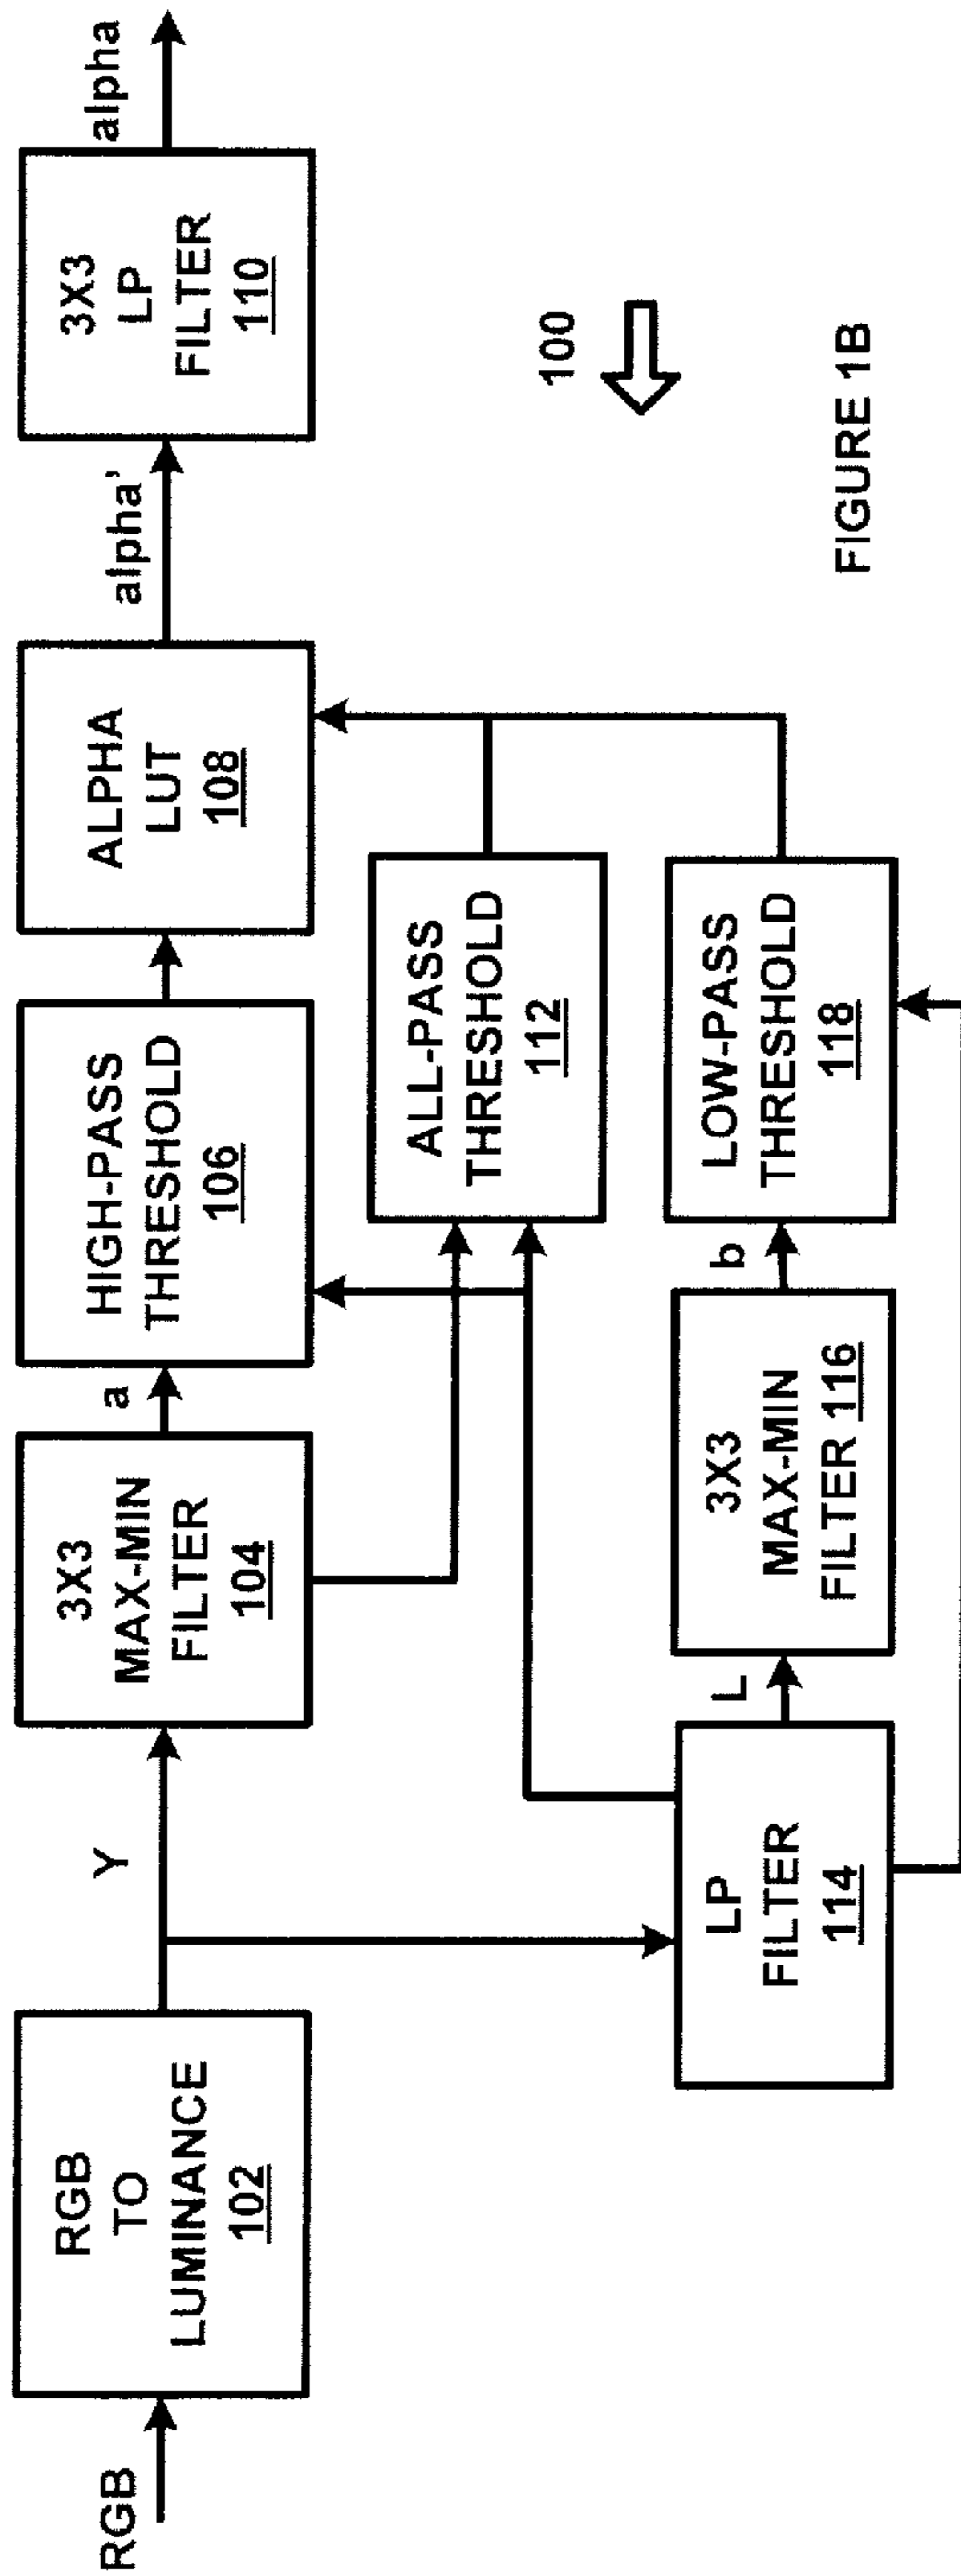 RGB
RGB
TO
LUMINANCE
102
Y
3X3
MAX-MIN
FILTER
104
a
HIGH-PASS
THRESHOLD
106
ALPHA
LUT
108
alpha'
3X3
LP
FILTER
110
alpha
ALL-PASS
THRESHOLD
112
LP
FILTER
114
L
3X3
MAX-MIN
FILTER 116
b
LOW-PASS
THRESHOLD
118
100
FIGURE 1B